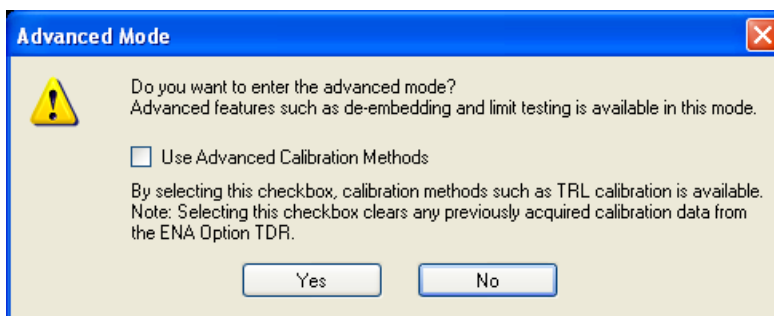 Advanced Mode
Do you want to enter the advanced mode?
Advanced features such as de-embedding and limit testing is available in this mode.
Use Advanced Calibration Methods
By selecting this checkbox, calibration methods such as TRL calibration is available.
Note: Selecting this checkbox clears any previously acquired calibration data from
the ENA Option TDR.
Yes
No